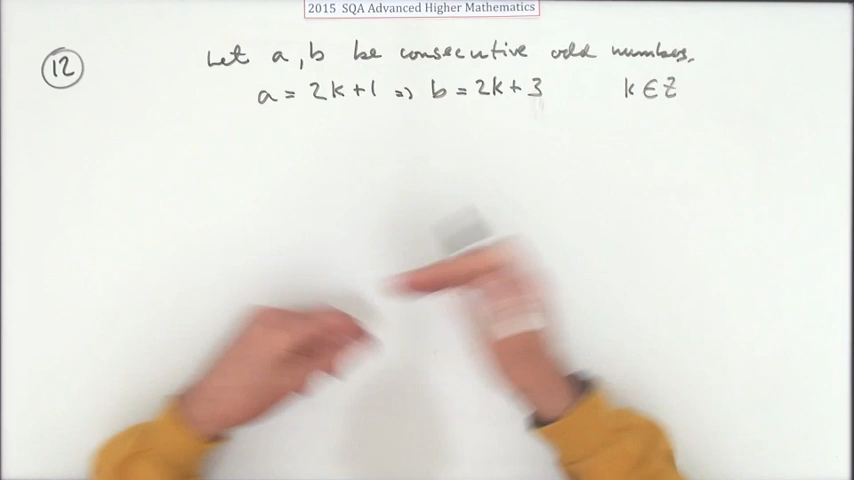 2015 SQA Advanced Higher Mathematics
12 Let a, b be consecutive odd numbers.
a = 2k+1 => b = 2k+3 k ∈ Z